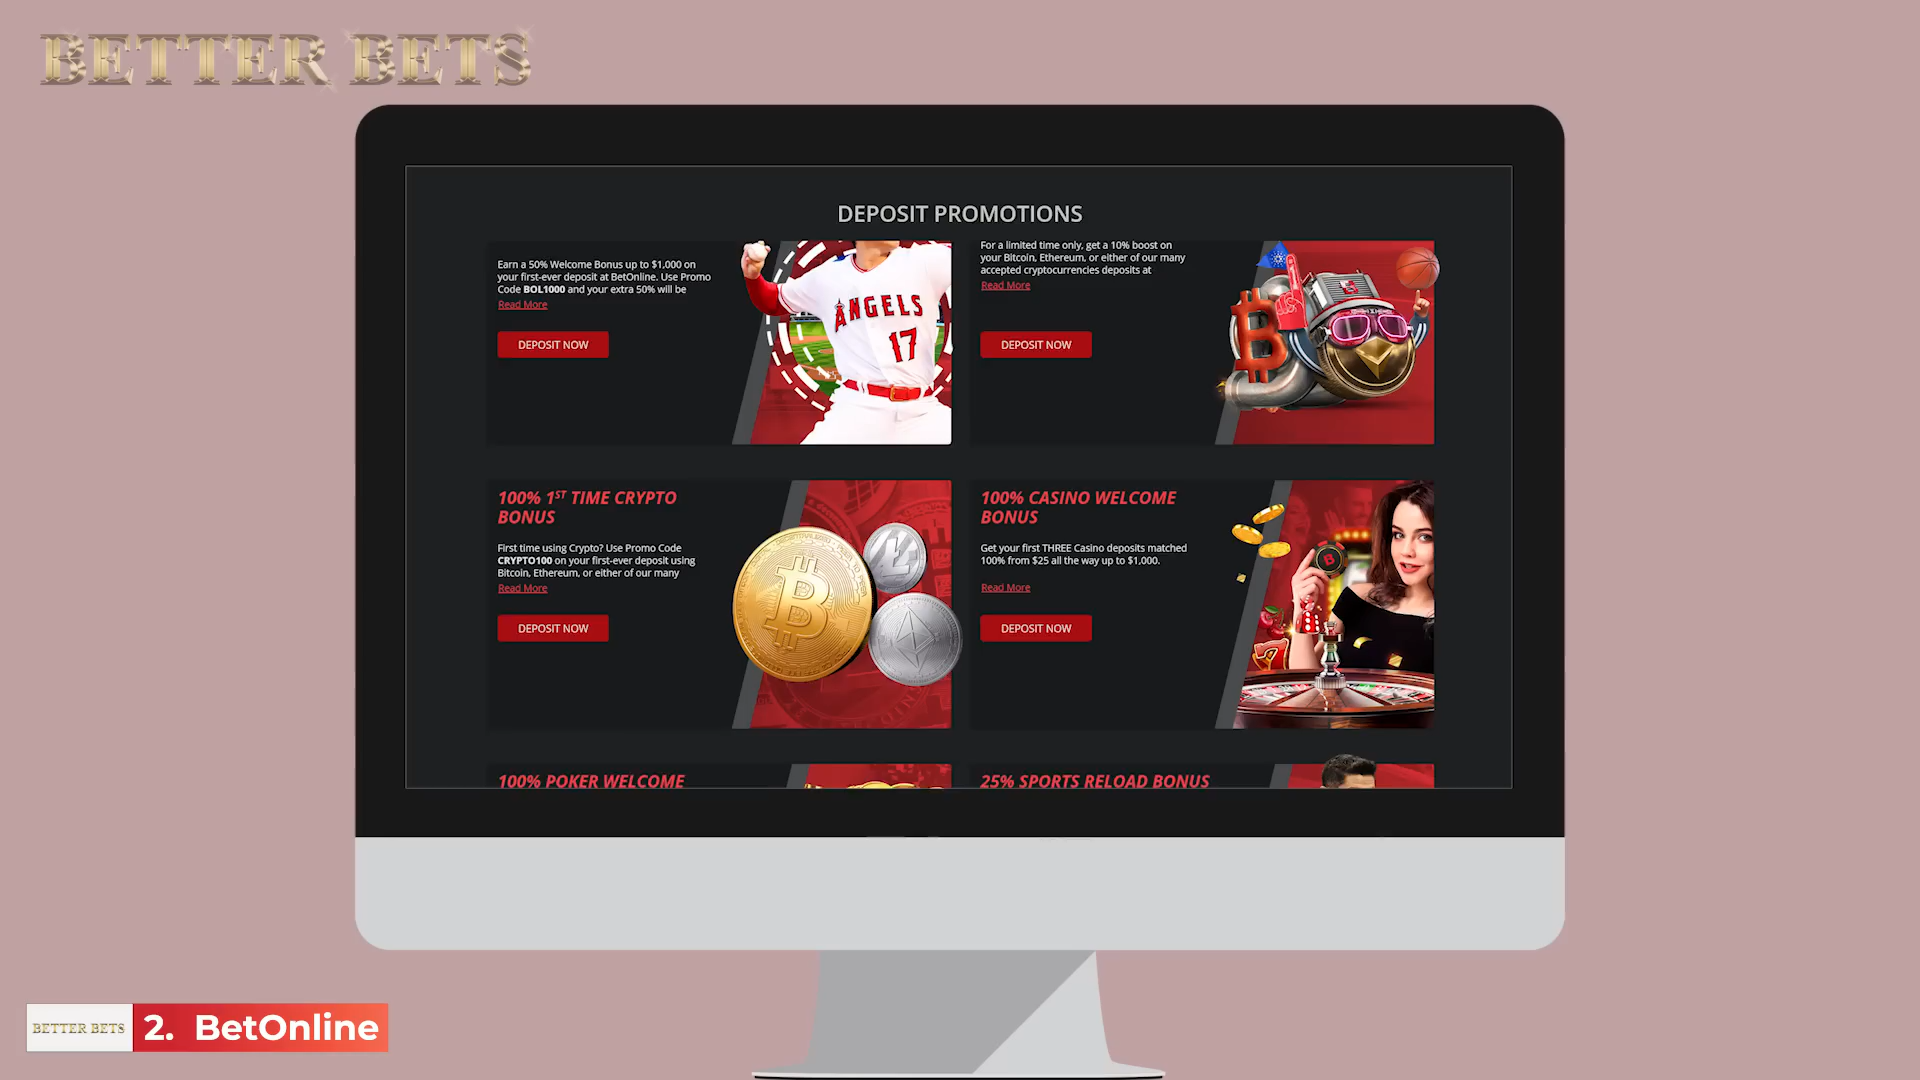 BETTER BETS
DEPOSIT PROMOTIONS
Earn a 50% Welcome Bonus up to $1,000 on
your first-ever deposit at BetOnline. Use Promo
Code BOL1000 and your extra 50% will be
Read More
DEPOSIT NOW
ANGELS
17
For a limited time only, get a 10% boost on
your Bitcoin, Ethereum, or either of our many
accepted cryptocurrencies deposits at
Read More
DEPOSIT NOW
100% 1ST TIME CRYPTO
BONUS
First time using Crypto? Use Promo Code
CRYPTO100 on your first-ever deposit using
Bitcoin, Ethereum, or either of our many
Read More
DEPOSIT NOW
100% CASINO WELCOME
BONUS
Get your first THREE Casino deposits matched
100% from $25 all the way up to $1,000.
Read More
DEPOSIT NOW
100% POKER WELCOME
25% SPORTS RELOAD BONUS
BETTER BETS
2. BetOnline